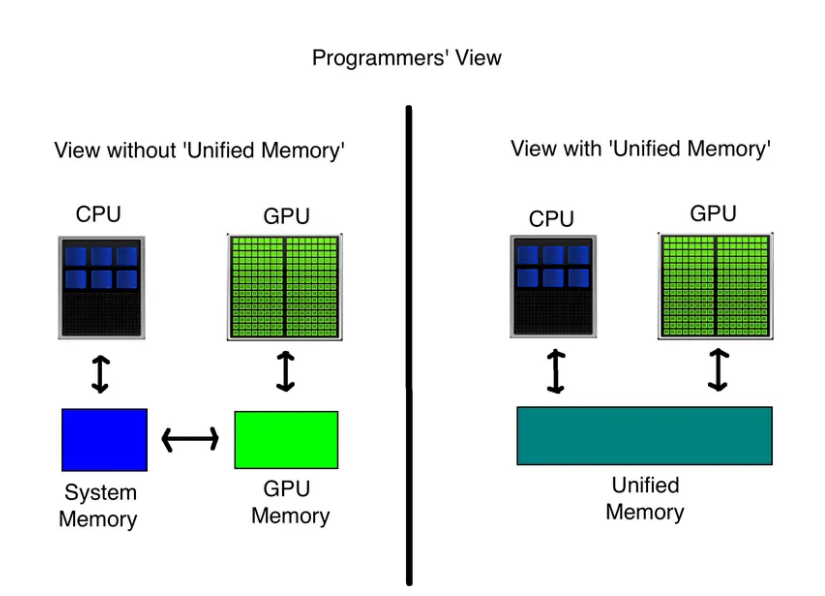 Programmers' View
View without 'Unified Memory'
CPU
GPU
System
Memory
GPU
Memory
View with 'Unified Memory'
CPU
GPU
Unified
Memory